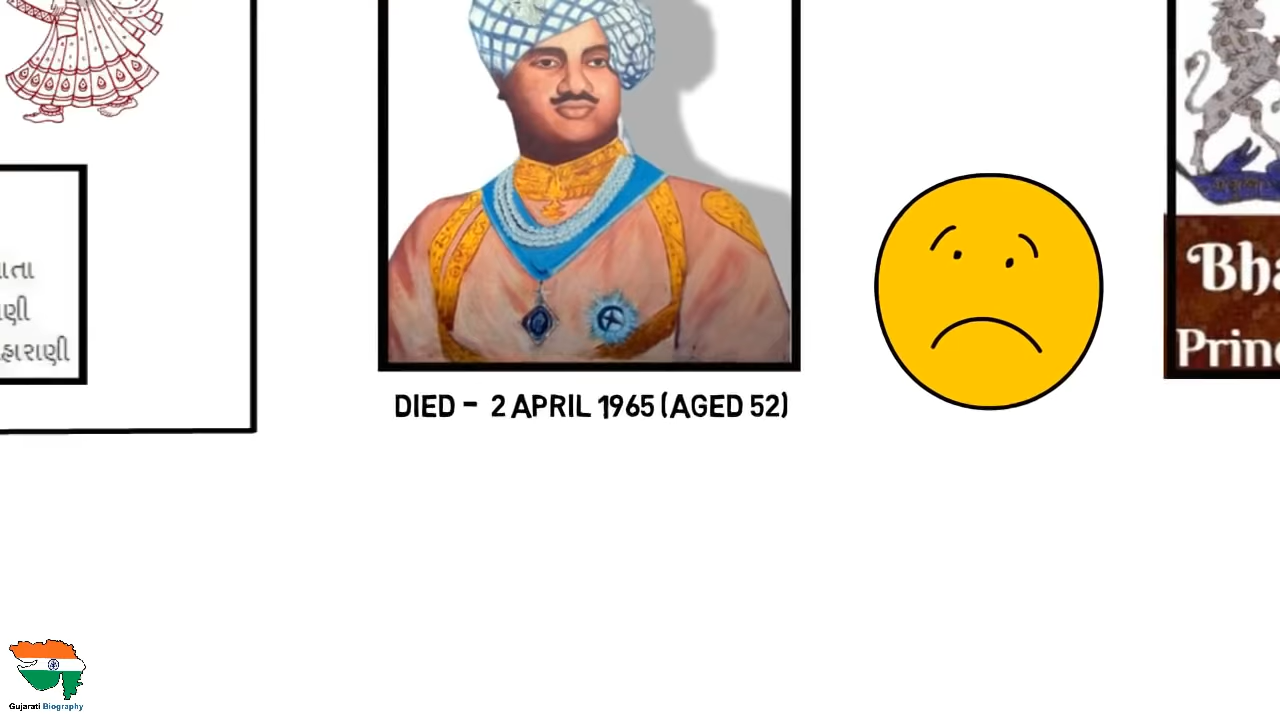 હારાણી
DIED - 2 APRIL 1965 (AGED 52)
Bha
Princ
Gujarati Biography